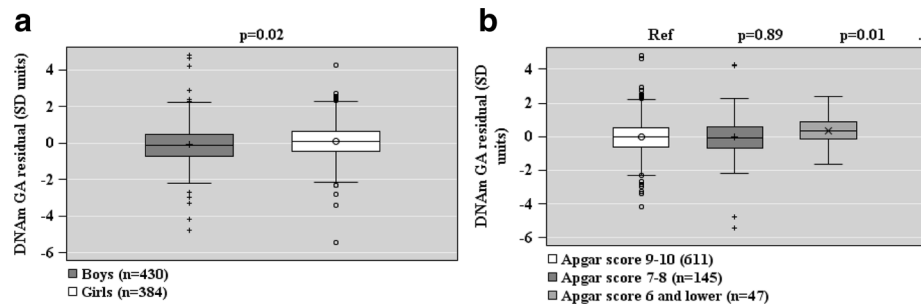 a
p=0.02
DNAm GA residual (SD units)
4
2
0
-2
-4
-6
Boys (n=430)
Girls (n=384)
b
Ref p=0.89 p=0.01
DNAm GA residual (SD
units)
4
2
0
-2
-4
-6
Apgar score 9-10 (611)
Apgar score 7-8 (n=145)
Apgar score 6 and lower (n=47)